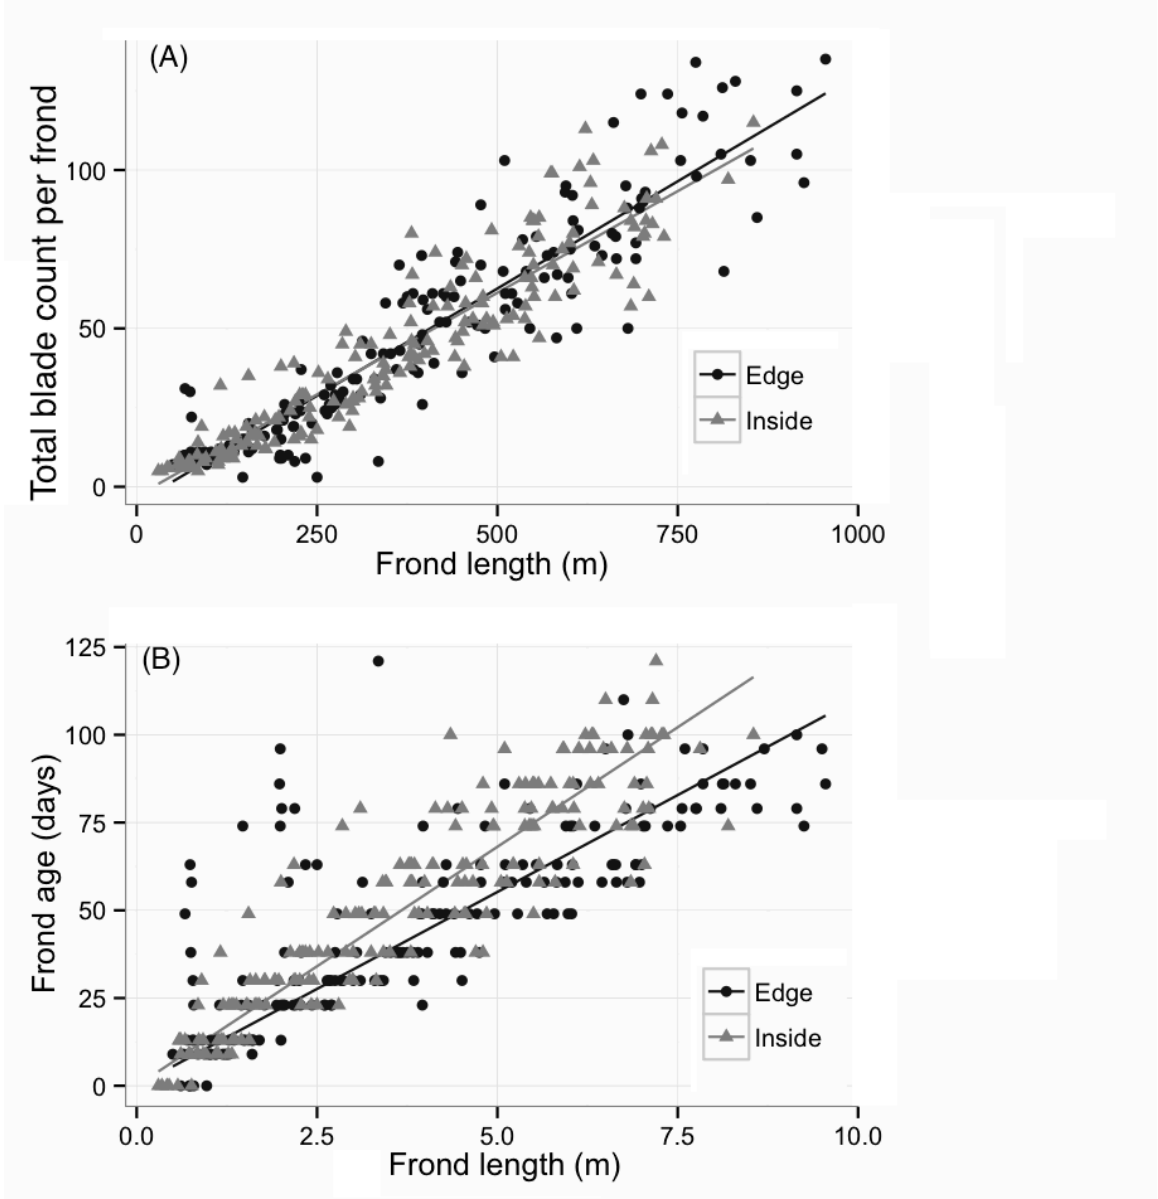 (A)
Total blade count per frond
100
50
0
Edge
Inside
0 250 500 750 1000
Frond length (m)
(B)
Frond age (days)
125
100
75
50
25
0
Edge
Inside
0.0 2.5 5.0 7.5 10.0
Frond length (m)